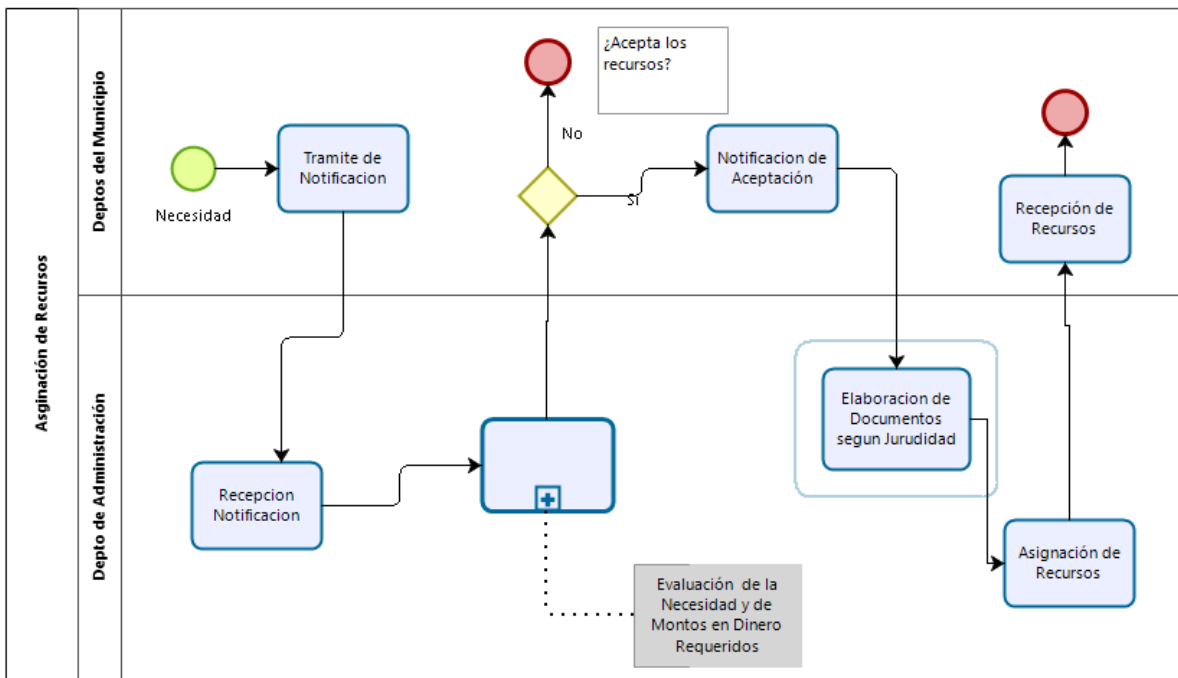 Asginación de Recursos
Deptos del Municipio
Necesidad
Tramite de
Notificacion
No
¿Acepta los
recursos?
Si
Notificacion de
Aceptación
Recepción de
Recursos
Depto de Administración
Recepcion
Notificacion
Evaluación de la
Necesidad y de
Montos en Dinero
Requeridos
Elaboracion de
Documentos
segun Jurudidad
Asignación de
Recursos